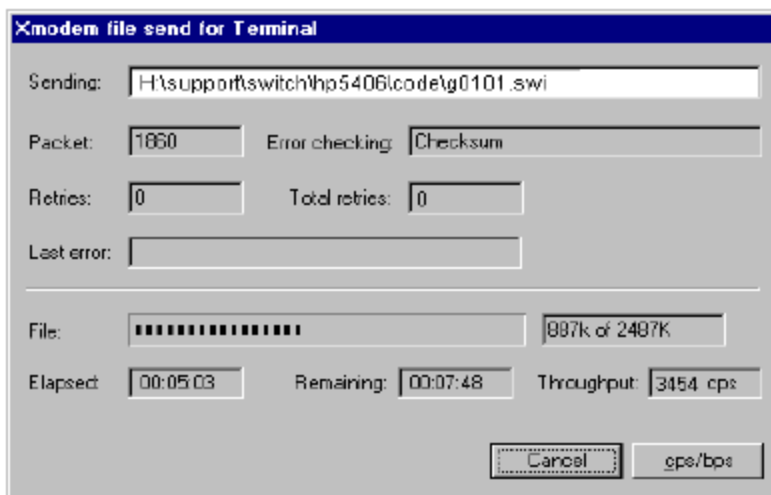 Xmodem file send for Terminal
Sending: H:\support\switch\hp5406\code\g0101.swi
Packet: 1860 Error checking: Checksum
Retries: 0 Total retries: 0
Last error:
File: 887k of 2487K
Elapsed: 00:05:03 Remaining: 00:07:48 Throughput: 3454 cps
Cancel cps/bps